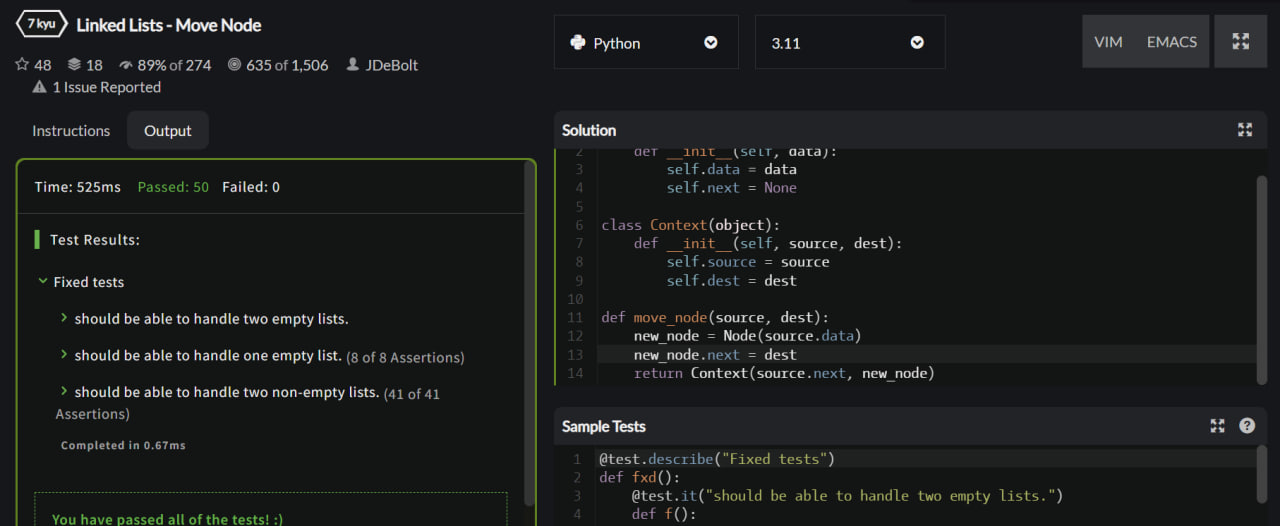 7 kyu Linked Lists - Move Node
48 18 89% of 274 635 of 1,506 JDeBolt
1 Issue Reported
Python 3.11 VIM EMACS
Instructions Output
Time: 525ms Passed: 50 Failed: 0
Test Results:
Fixed tests
should be able to handle two empty lists.
should be able to handle one empty list. (8 of 8 Assertions)
should be able to handle two non-empty lists. (41 of 41
Assertions)
Completed in 0.67ms
You have passed all of the tests! :)
Solution
2 def __init__(self, data):
3 self.data = data
4 self.next = None
5
6 class Context(object):
7 def __init__(self, source, dest):
8 self.source = source
9 self.dest = dest
10
11 def move_node(source, dest):
12 new_node = Node(source.data)
13 new_node.next = dest
14 return Context(source.next, new_node)
Sample Tests
?
1 @test.describe("Fixed tests")
2 def fxd():
3 @test.it("should be able to handle two empty lists.")
4 def f():